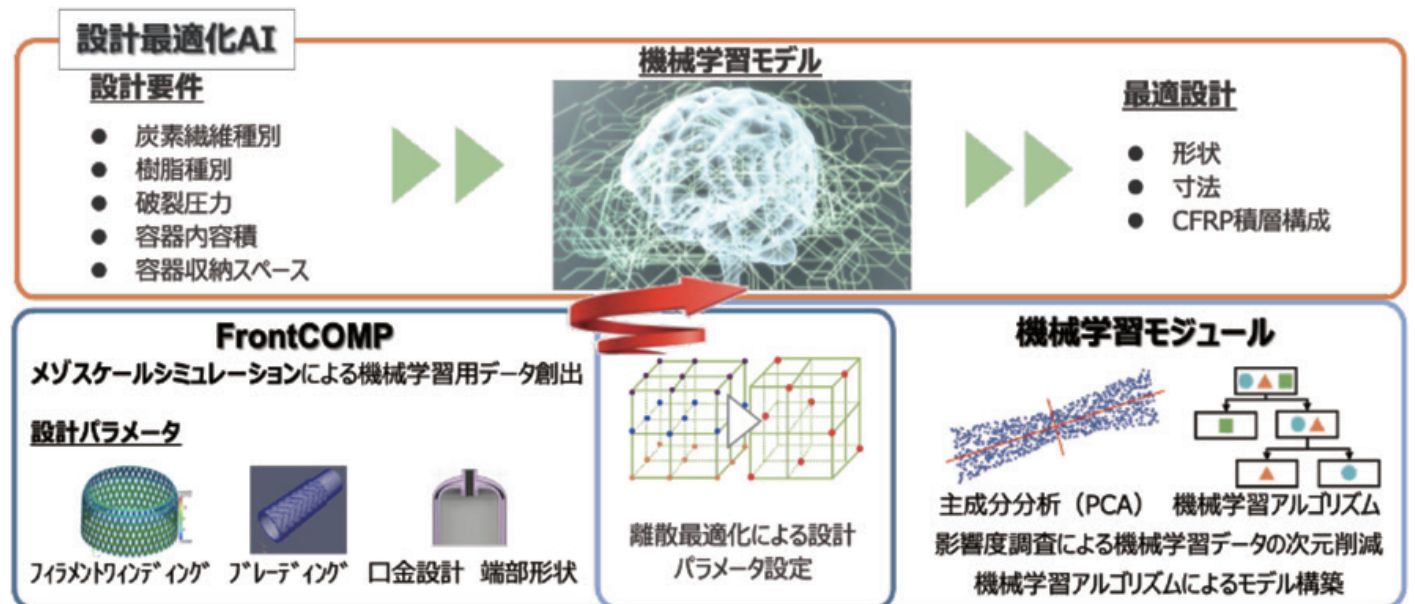 設計最適化AI
設計要件
● 炭素繊維種別
● 樹脂種別
● 破裂圧力
● 容器内容積
● 容器収納スペース
機械学習モデル
最適設計
● 形状
● 寸法
● CFRP積層構成
FrontCOMP
メゾスケールシミュレーションによる機械学習用データ創出
設計パラメータ
フィラメントワィンディング
ブレーディング
口金設計 端部形状
離散最適化による設計
パラメータ設定
機械学習モジュール
主成分分析（PCA） 機械学習アルゴリズム
影響度調査による機械学習データの次元削減
機械学習アルゴリズムによるモデル構築